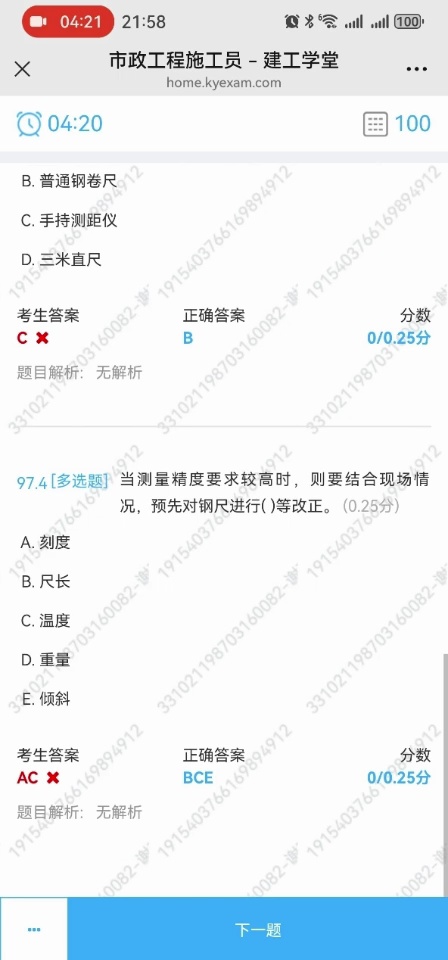 04:21 21:58 100
市政工程施工员 - 建工学堂
home.kyexam.com
04:20 100
B. 普通钢卷尺
C. 手持测距仪
D. 三米直尺
考生答案 正确答案 分数
C ✖ B 0/0.25分
题目解析: 无解析
97.4 [多选题] 当测量精度要求较高时，则要结合现场情
况，预先对钢尺进行( )等改正。(0.25分)
A. 刻度
B. 尺长
C. 温度
D. 重量
E. 倾斜
考生答案 正确答案 分数
AC ✖ BCE 0/0.25分
题目解析: 无解析
下一题